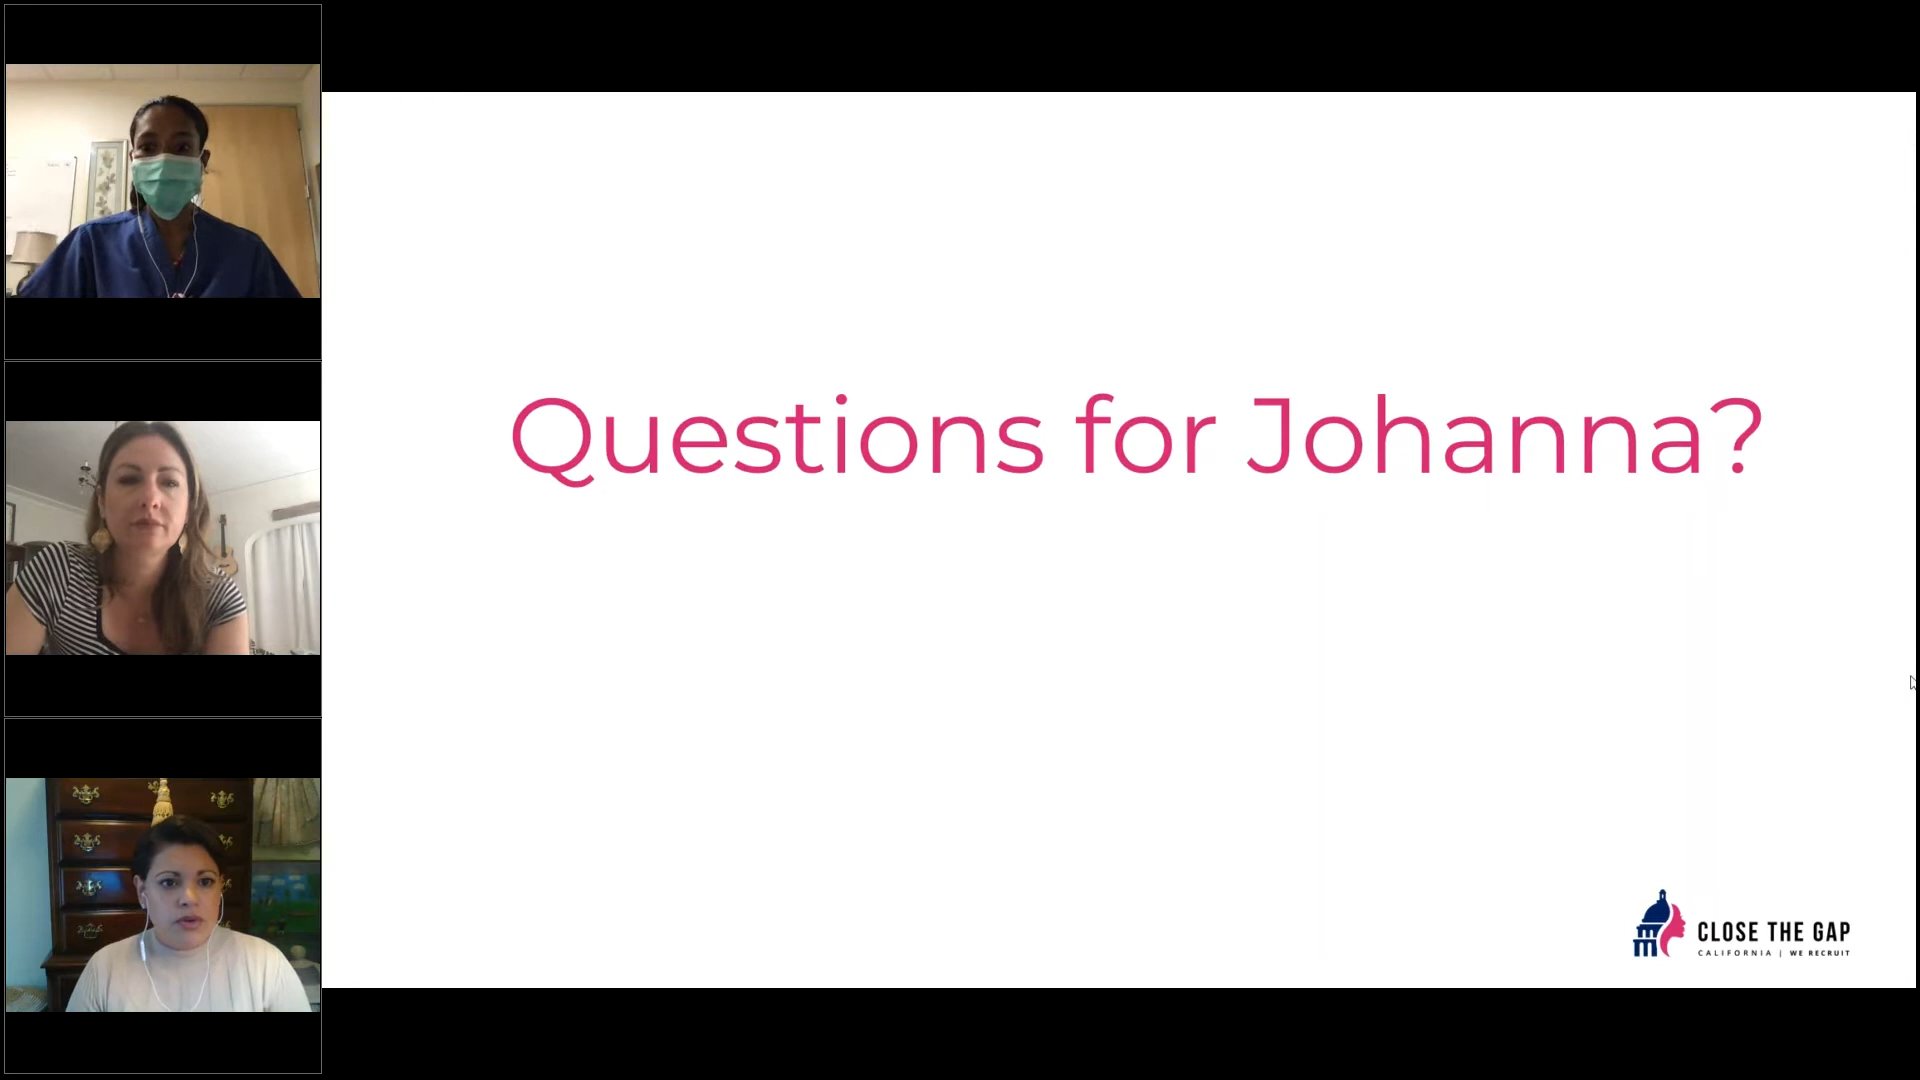 Questions for Johanna?
CLOSE THE GAP
CALIFORNIA | WE RECRUIT